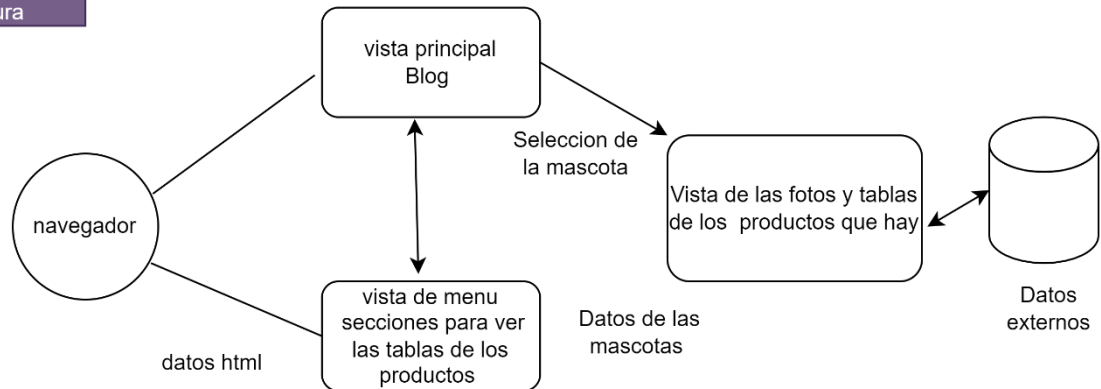 ura
vista principal
Blog
Seleccion de
la mascota
navegador
Vista de las fotos y tablas
de los productos que hay
vista de menu
secciones para ver
las tablas de los
productos
datos html
Datos de las
mascotas
Datos
externos